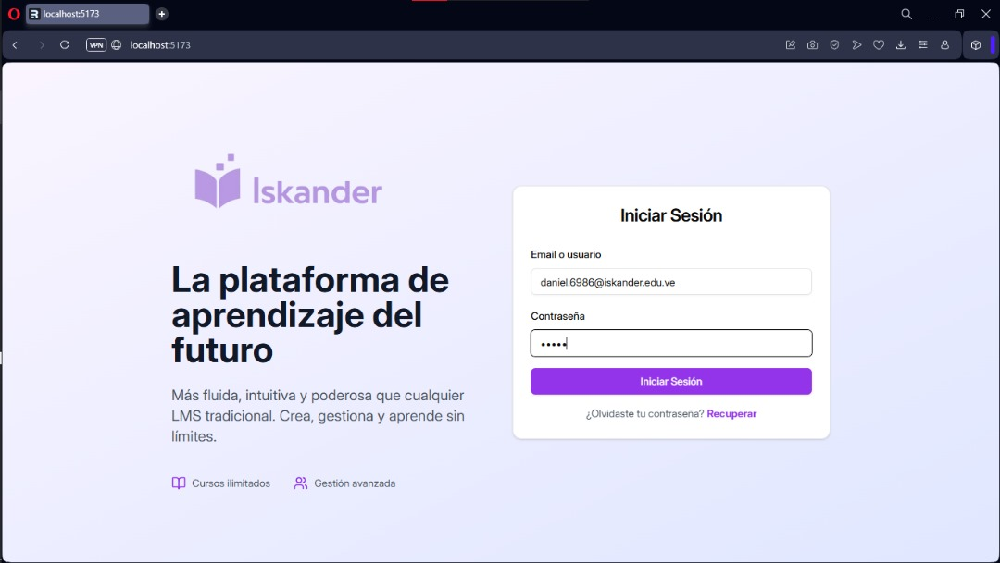 localhost:5173
VPN localhost:5173
Iskander
La plataforma de
aprendizaje del
futuro
Más fluida, intuitiva y poderosa que cualquier
LMS tradicional. Crea, gestiona y aprende sin
límites.
Cursos ilimitados Gestión avanzada
Iniciar Sesión
Email o usuario
daniel.6986@iskander.edu.ve
Contraseña
•••••
Iniciar Sesión
¿Olvidaste tu contraseña? Recuperar